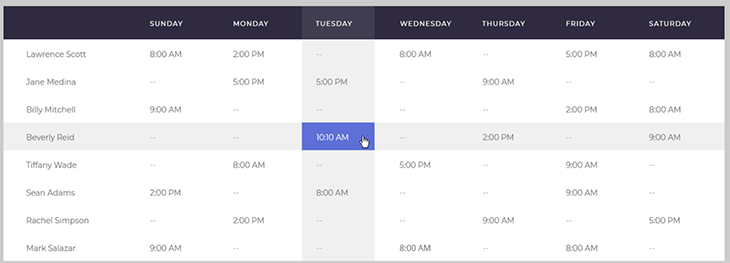 SUNDAY MONDAY TUESDAY WEDNESDAY THURSDAY FRIDAY SATURDAY
Lawrence Scott 8:00 AM 2:00 PM -- 8:00 AM -- 5:00 PM 8:00 AM
Jane Medina -- 5:00 PM 5:00 PM -- 9:00 AM -- --
Billy Mitchell 9:00 AM -- -- -- -- 2:00 PM 8:00 AM
Beverly Reid -- -- 10:10 AM -- 2:00 PM -- 9:00 AM
Tiffany Wade -- 8:00 AM -- 5:00 PM -- 9:00 AM --
Sean Adams 2:00 PM -- 8:00 AM -- -- 9:00 AM --
Rachel Simpson -- 2:00 PM -- -- 9:00 AM -- 5:00 PM
Mark Salazar 9:00 AM -- -- 8:00 AM -- 8:00 AM --